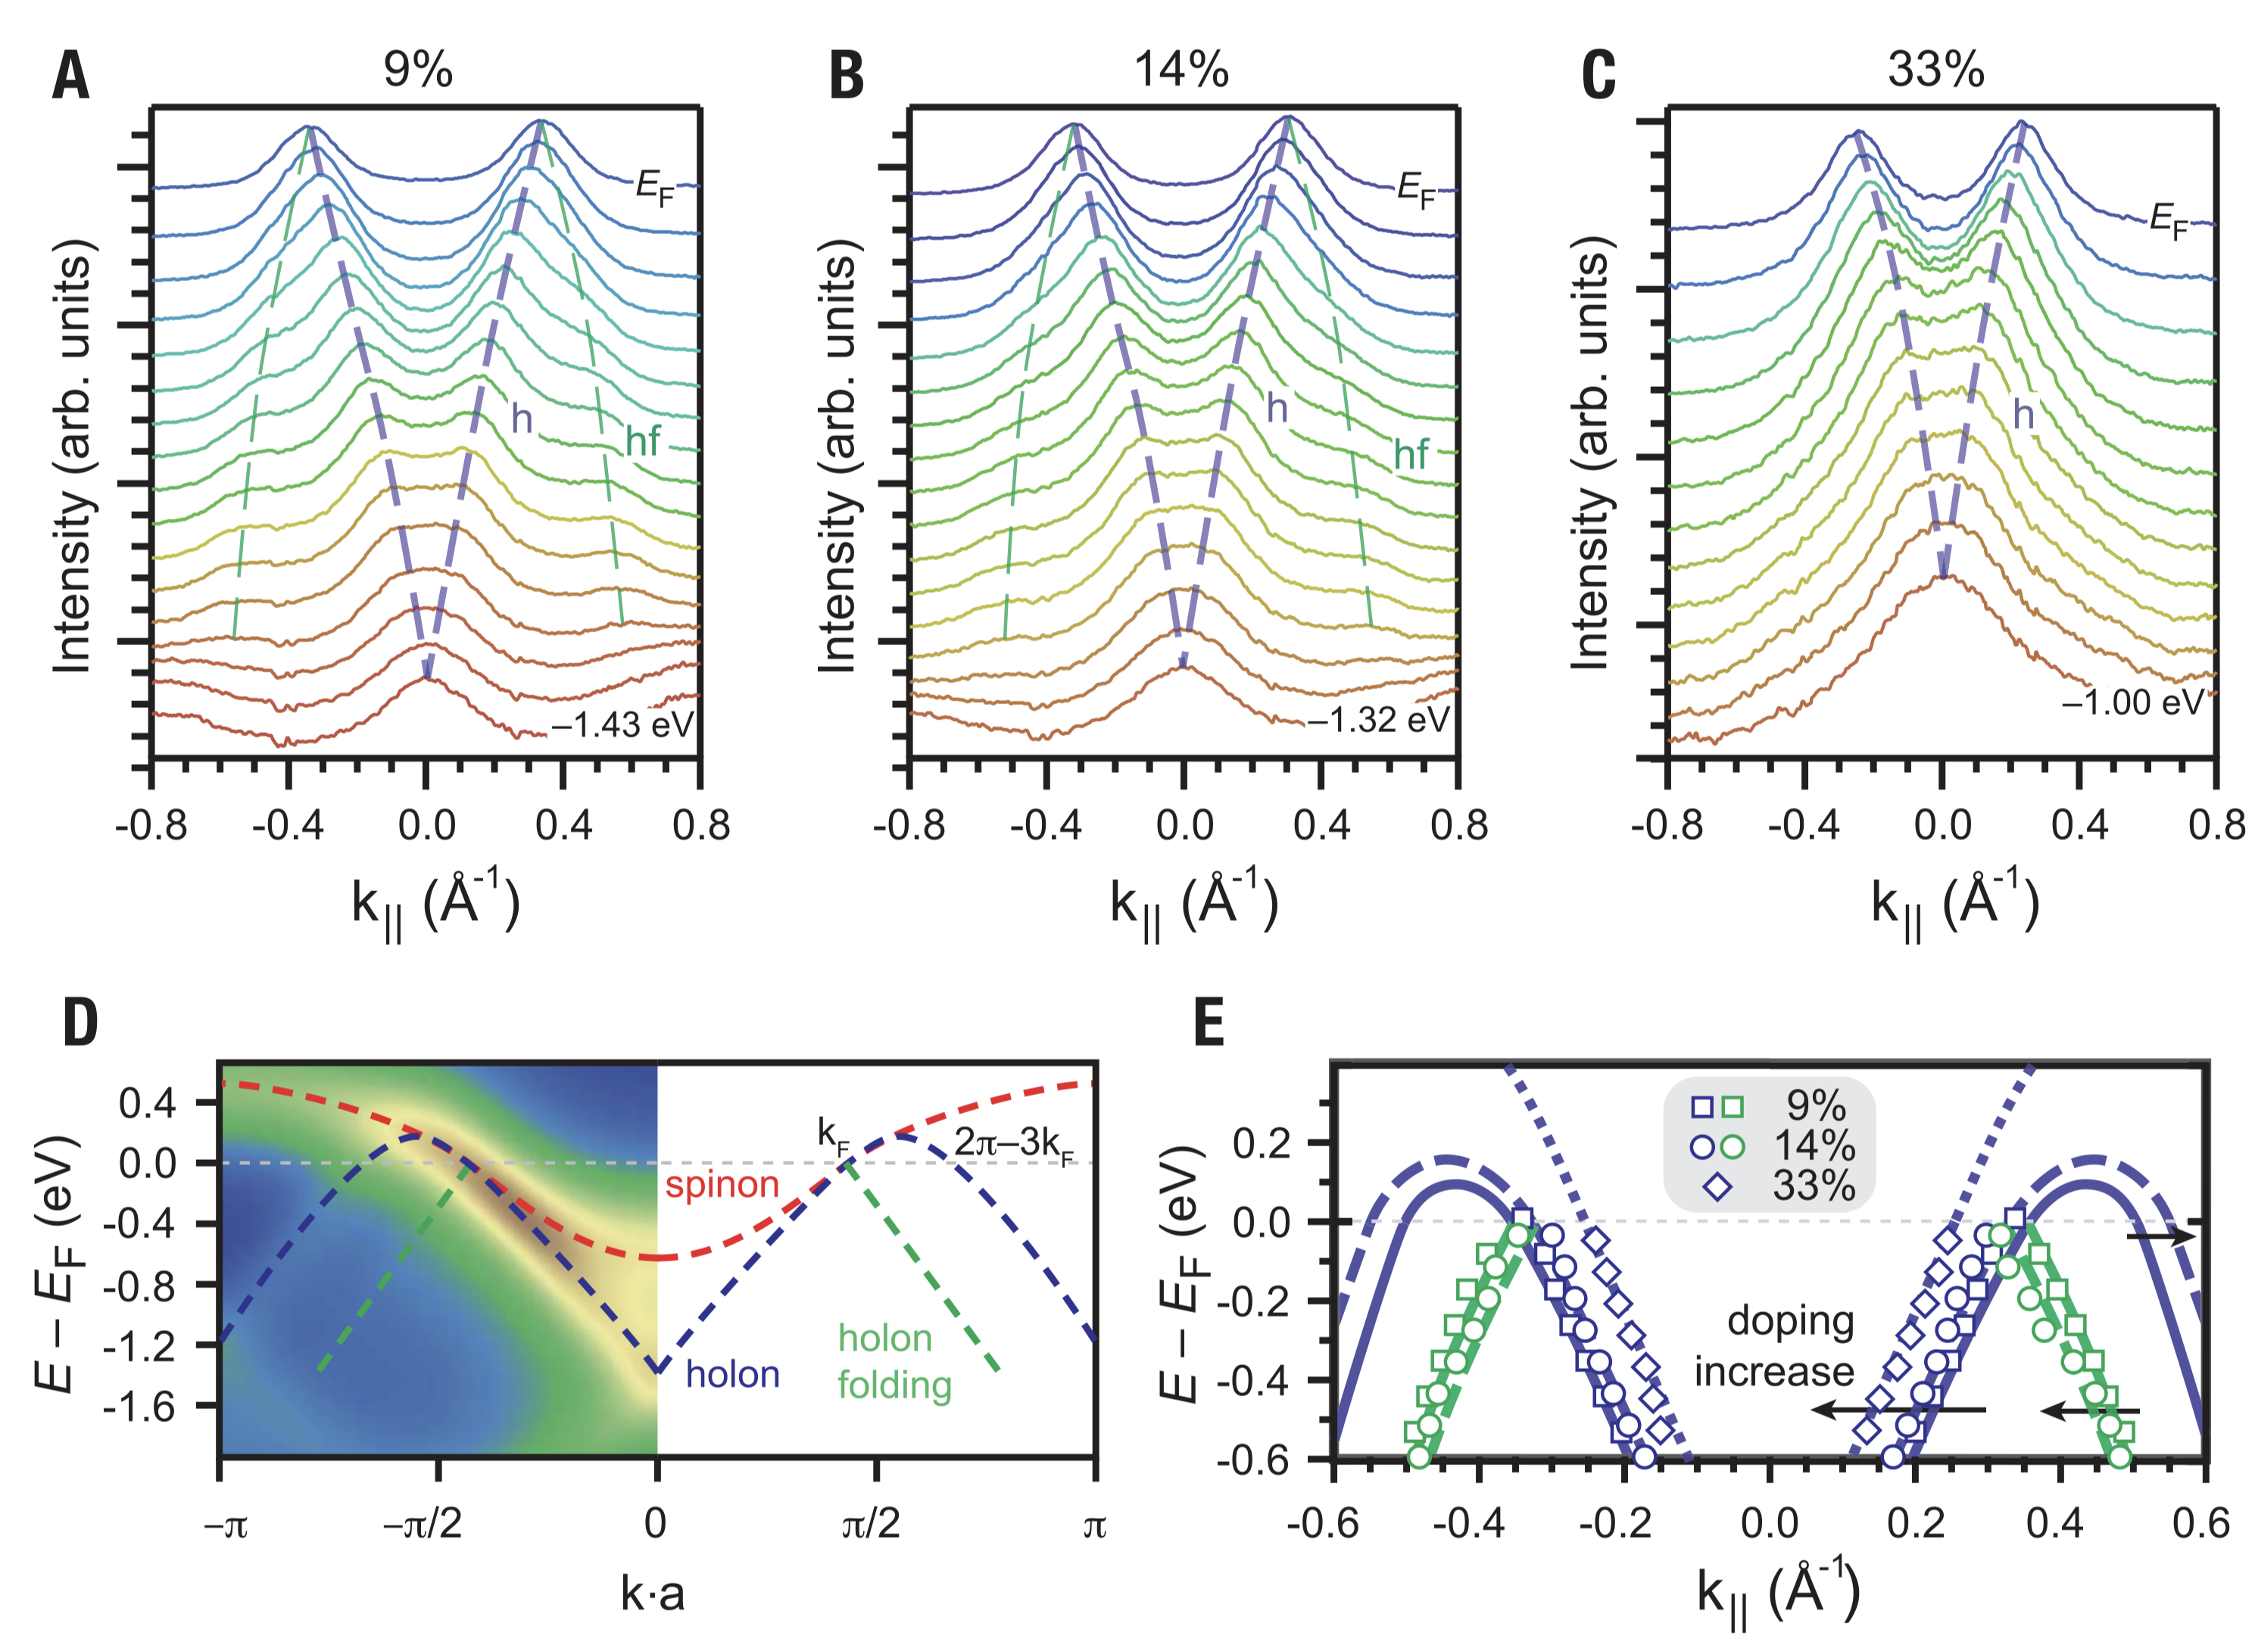 A
9%
Intensity (arb. units)
E_F
h
hf
–1.43 eV
-0.8 -0.4 0.0 0.4 0.8
k_|| (Å^-1)
B
14%
Intensity (arb. units)
E_F
h
hf
–1.32 eV
-0.8 -0.4 0.0 0.4 0.8
k_|| (Å^-1)
C
33%
Intensity (arb. units)
E_F
h
–1.00 eV
-0.8 -0.4 0.0 0.4 0.8
k_|| (Å^-1)
D
E – E_F (eV)
0.4
0.0
-0.4
-0.8
-1.2
-1.6
k_F
2π–3k_F
spinon
holon
holon
folding
–π –π/2 0 π/2 π
k·a
E
E – E_F (eV)
0.2
0.0
-0.2
-0.4
-0.6
9%
14%
33%
doping
increase
-0.6 -0.4 -0.2 0.0 0.2 0.4 0.6
k_|| (Å^-1)